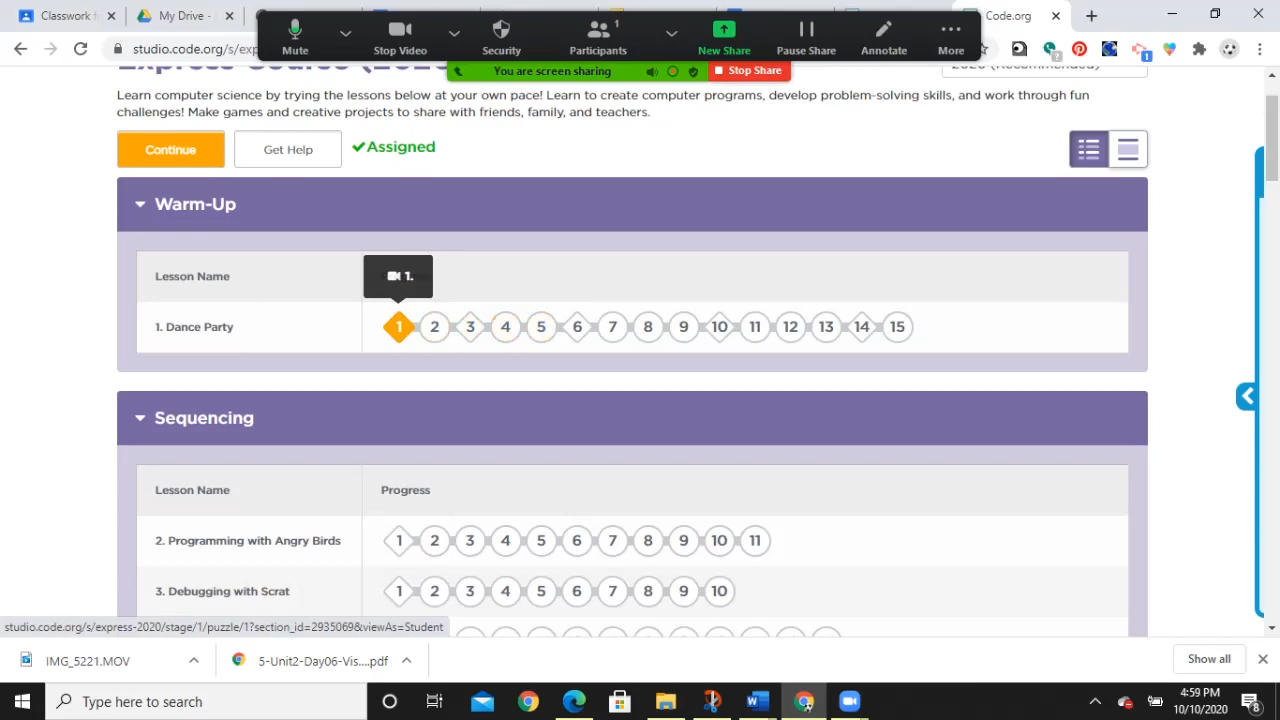 Classwork
My Drive -
Code.org
studio.code.org/s/exp
Mute
Stop Video
Security
1
Participants
New Share
Pause Share
Annotate
More
You are screen sharing
Stop Share
?
1
Express Course (202
2020 (Recommended)
Learn computer science by trying the lessons below at your own pace! Learn to create computer programs, develop problem-solving skills, and work through fun
challenges! Make games and creative projects to share with friends, family, and teachers.
Continue
Get Help
Assigned
Warm-Up
Lesson Name
1.
1. Dance Party
1 2 3 4 5 6 7 8 9 10 11 12 13 14 15
Sequencing
Lesson Name Progress
2. Programming with Angry Birds 1 2 3 4 5 6 7 8 9 10 11
3. Debugging with Scrat 1 2 3 4 5 6 7 8 9 10
studio.code.org/s/express-2020/stage/1/puzzle/1?section_id=2935069&viewAs=Student
IMG_5221.MOV
5-Unit2-Day06-Vis....pdf
Show all
Type here to search
4:59 PM
10/10/2020
8